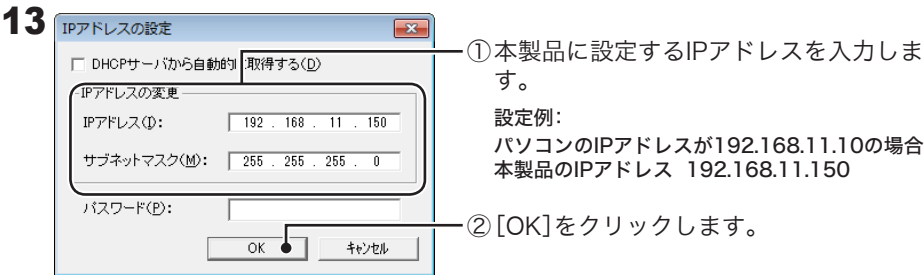 13
IPアドレスの設定
DHCPサーバから自動的に取得する(D)
IPアドレスの変更
IPアドレス(I): 192 . 168 . 11 . 150
サブネットマスク(M): 255 . 255 . 255 . 0
パスワード(P):
OK キャンセル
①本製品に設定するIPアドレスを入力しま
す。
設定例:
パソコンのIPアドレスが192.168.11.10の場合
本製品のIPアドレス 192.168.11.150
②[OK]をクリックします。